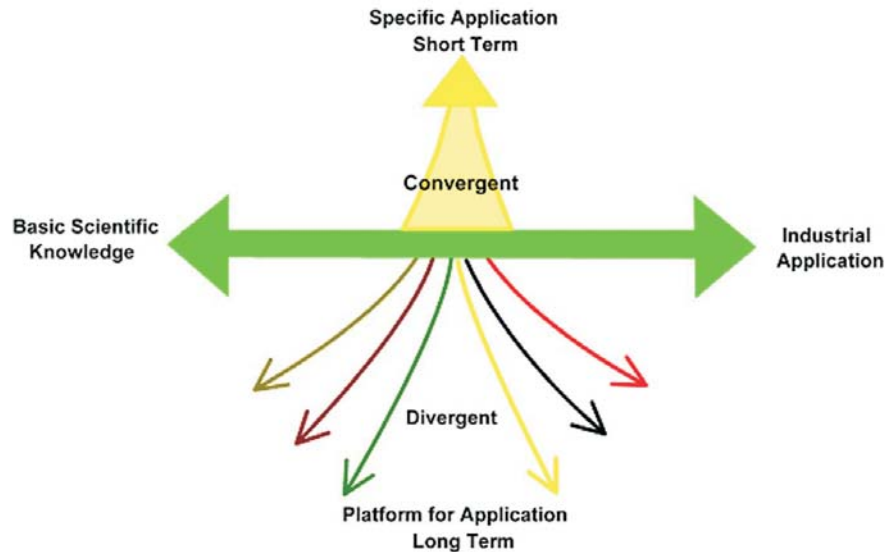 Specific Application
Short Term
Convergent
Basic Scientific
Knowledge
Industrial
Application
Divergent
Platform for Application
Long Term